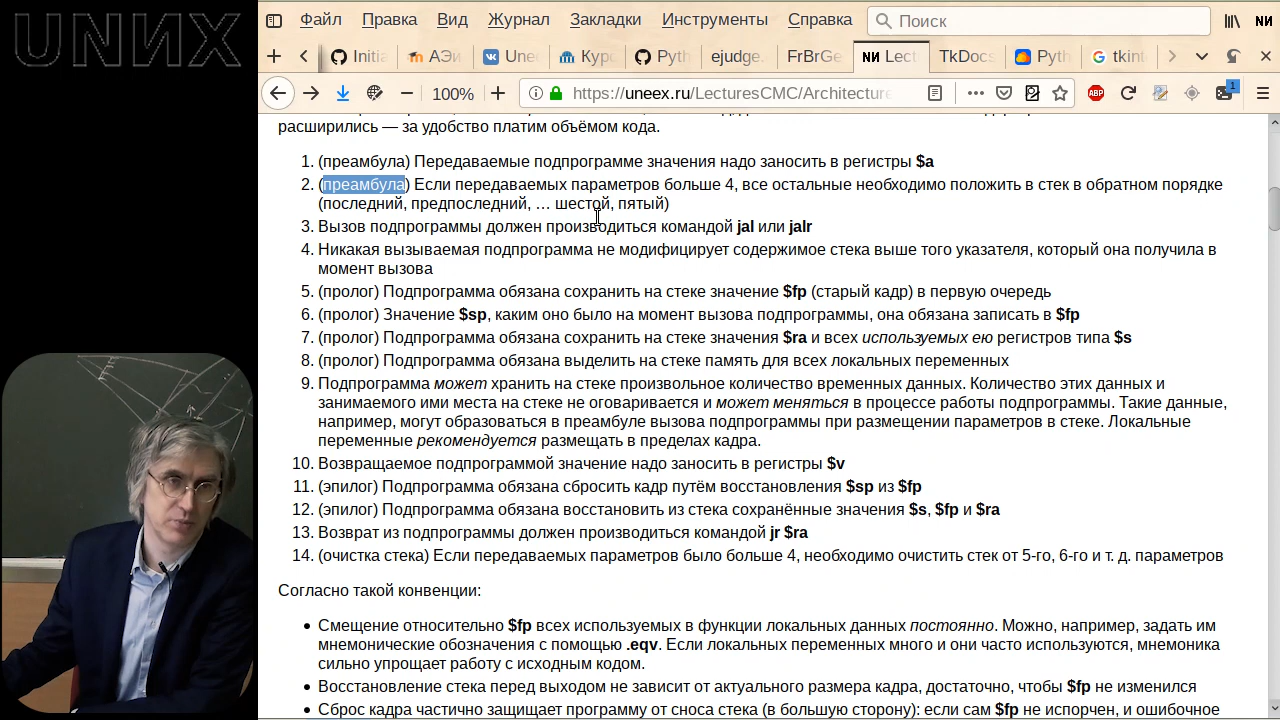 UNИX
Файл Правка Вид Журнал Закладки Инструменты Справка Поиск
Initia АЭи Unee Курс Pyth ejudge. FrBrGe Lect TkDocs Pyth tkint
100% https://uneex.ru/LecturesCMC/Architecture ABP 1
расширились — за удобство платим объёмом кода.
1. (преамбула) Передаваемые подпрограмме значения надо заносить в регистры $a
2. (преамбула) Если передаваемых параметров больше 4, все остальные необходимо положить в стек в обратном порядке
(последний, предпоследний, … шестой, пятый)
3. Вызов подпрограммы должен производиться командой jal или jalr
4. Никакая вызываемая подпрограмма не модифицирует содержимое стека выше того указателя, который она получила в
момент вызова
5. (пролог) Подпрограмма обязана сохранить на стеке значение $fp (старый кадр) в первую очередь
6. (пролог) Значение $sp, каким оно было на момент вызова подпрограммы, она обязана записать в $fp
7. (пролог) Подпрограмма обязана сохранить на стеке значения $ra и всех используемых ею регистров типа $s
8. (пролог) Подпрограмма обязана выделить на стеке память для всех локальных переменных
9. Подпрограмма может хранить на стеке произвольное количество временных данных. Количество этих данных и
занимаемого ими места на стеке не оговаривается и может меняться в процессе работы подпрограммы. Такие данные,
например, могут образоваться в преамбуле вызова подпрограммы при размещении параметров в стеке. Локальные
переменные рекомендуется размещать в пределах кадра.
10. Возвращаемое подпрограммой значение надо заносить в регистры $v
11. (эпилог) Подпрограмма обязана сбросить кадр путём восстановления $sp из $fp
12. (эпилог) Подпрограмма обязана восстановить из стека сохранённые значения $s, $fp и $ra
13. Возврат из подпрограммы должен производиться командой jr $ra
14. (очистка стека) Если передаваемых параметров было больше 4, необходимо очистить стек от 5-го, 6-го и т. д. параметров
Согласно такой конвенции:
Смещение относительно $fp всех используемых в функции локальных данных постоянно. Можно, например, задать им
мнемонические обозначения с помощью .eqv. Если локальных переменных много и они часто используются, мнемоника
сильно упрощает работу с исходным кодом.
Восстановление стека перед выходом не зависит от актуального размера кадра, достаточно, чтобы $fp не изменился
Сброс кадра частично защищает программу от сноса стека (в большую сторону): если сам $fp не испорчен, и ошибочное